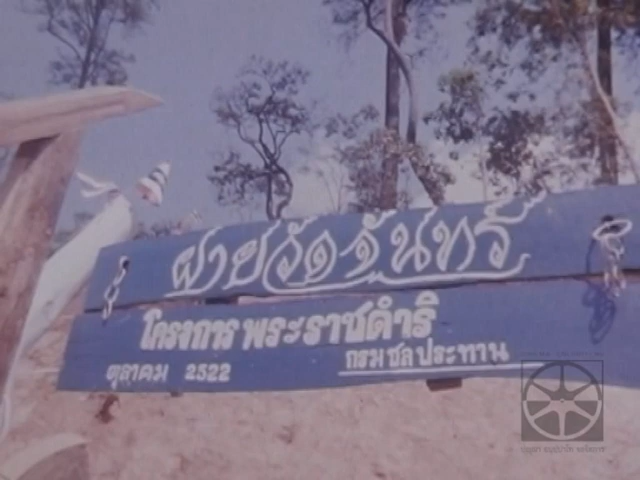 ฝายวัดจันทร์
โครงการ พระราชดำริ
ตุลาคม 2522
กรมชลประทาน